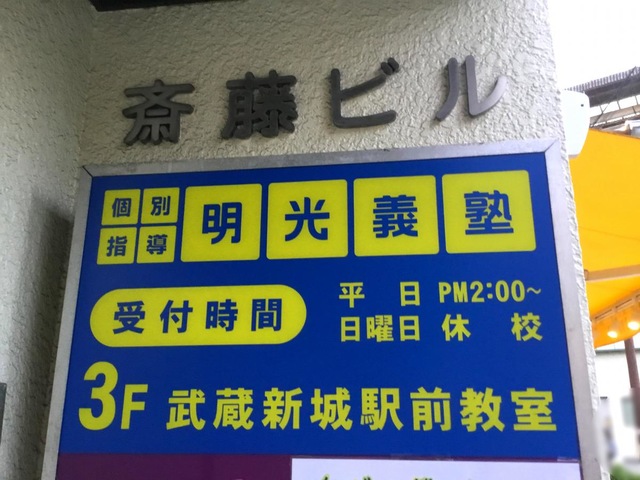 斎藤ビル
個別指導 明光義塾
受付時間
平日 PM2:00~
日曜日 休校
3F 武蔵新城駅前教室